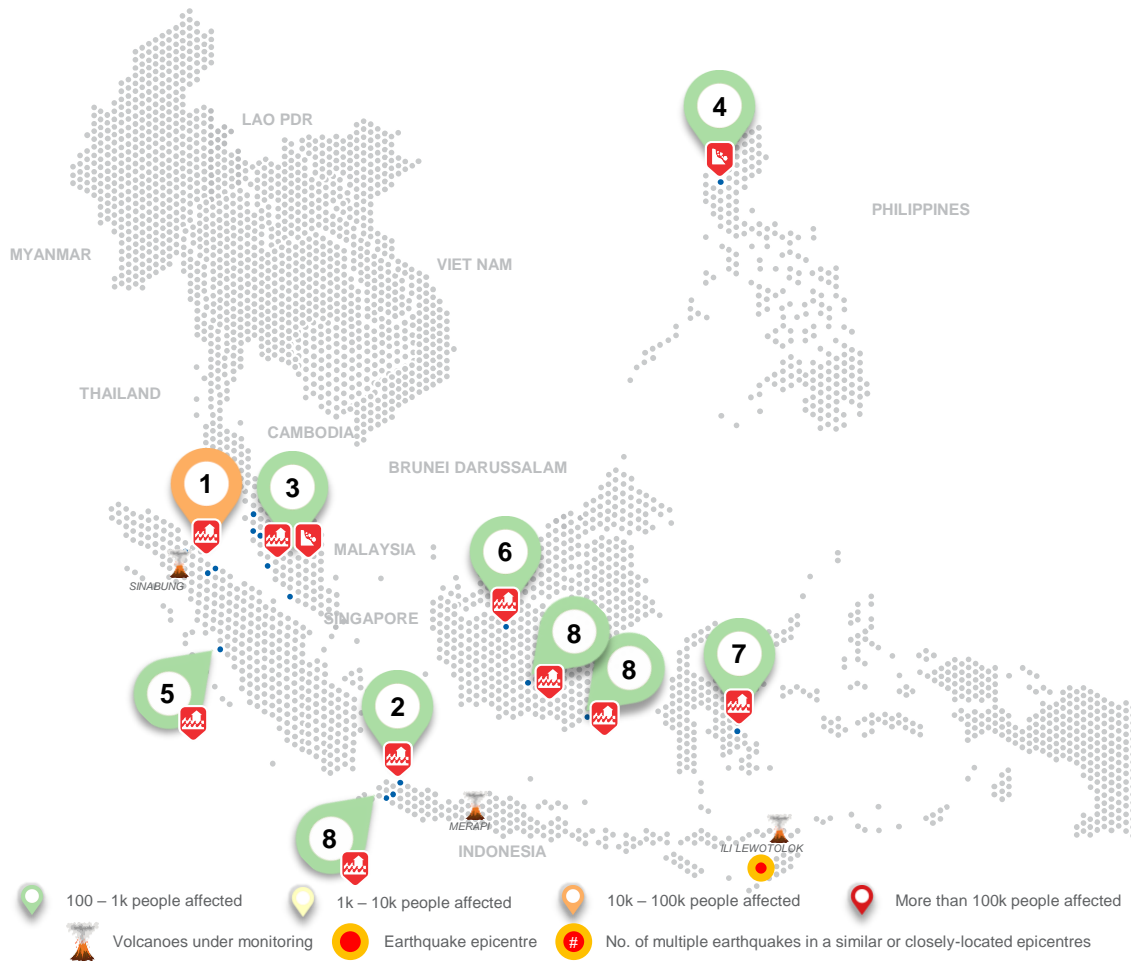 4
LAO PDR
PHILIPPINES
MYANMAR
VIET NAM
THAILAND
CAMBODIA
BRUNEI DARUSSALAM
1
3
6
MALAYSIA
SINABUNG
SINGAPORE
8
8
7
5
2
MERAPI
8
INDONESIA
ILI LEWOTOLOK
100 – 1k people affected
1k – 10k people affected
10k – 100k people affected
More than 100k people affected
Volcanoes under monitoring
Earthquake epicentre
#
No. of multiple earthquakes in a similar or closely-located epicentres